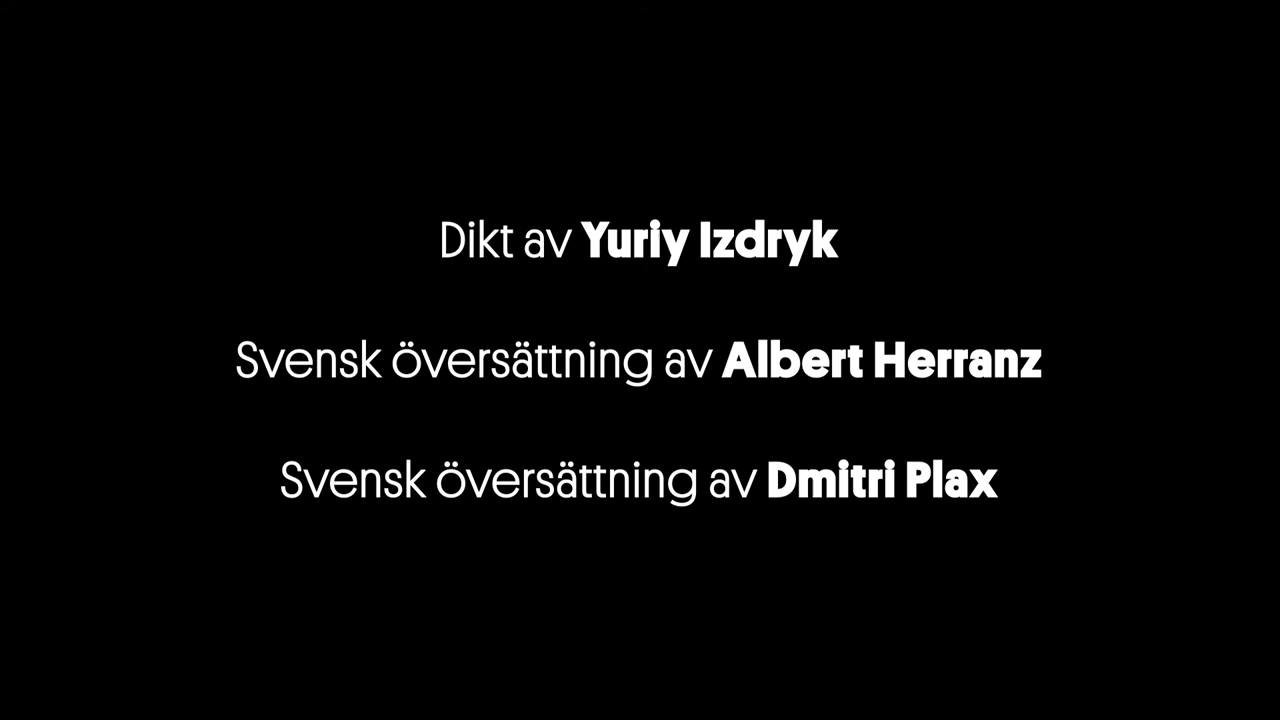 Dikt av Yuriy Izdryk
Svensk översättning av Albert Herranz
Svensk översättning av Dmitri Plax